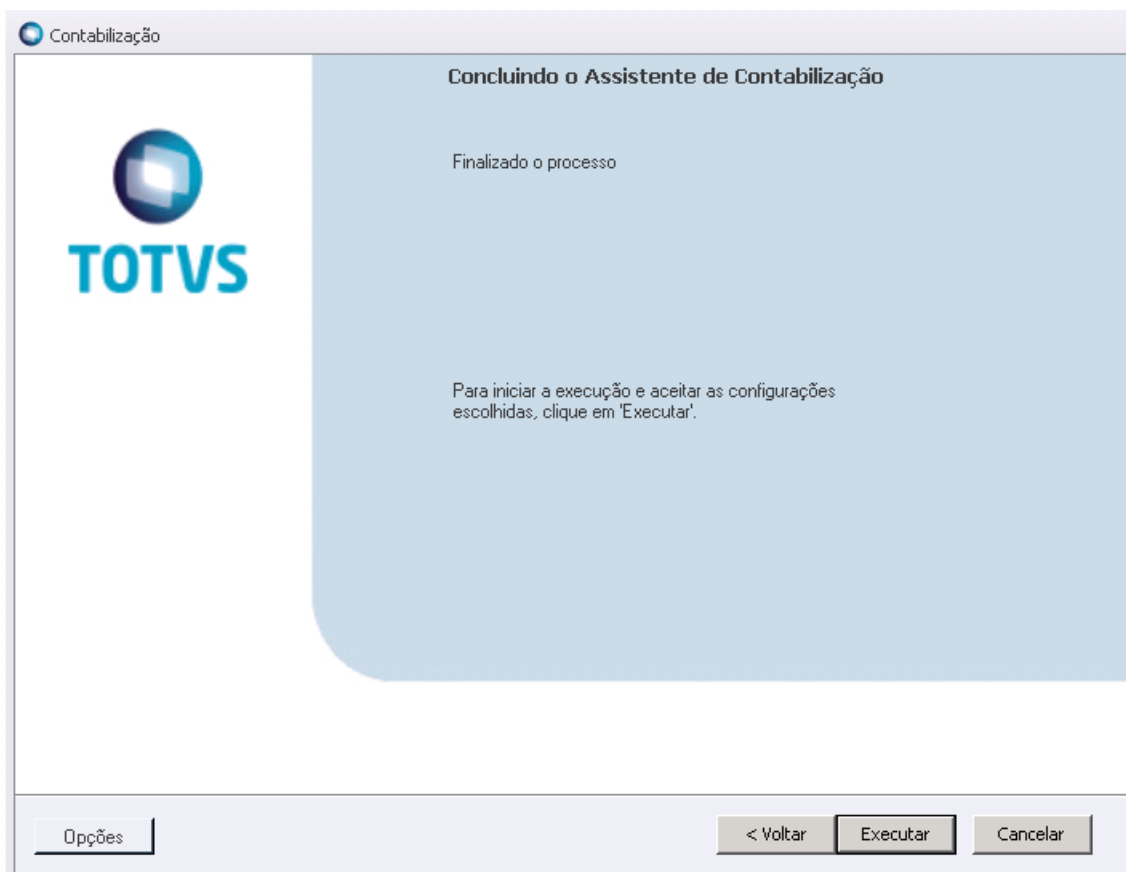 Contabilização
Concluindo o Assistente de Contabilização
Finalizado o processo
TOTVS
Para iniciar a execução e aceitar as configurações
escolhidas, clique em 'Executar'.
Opções
< Voltar
Executar
Cancelar